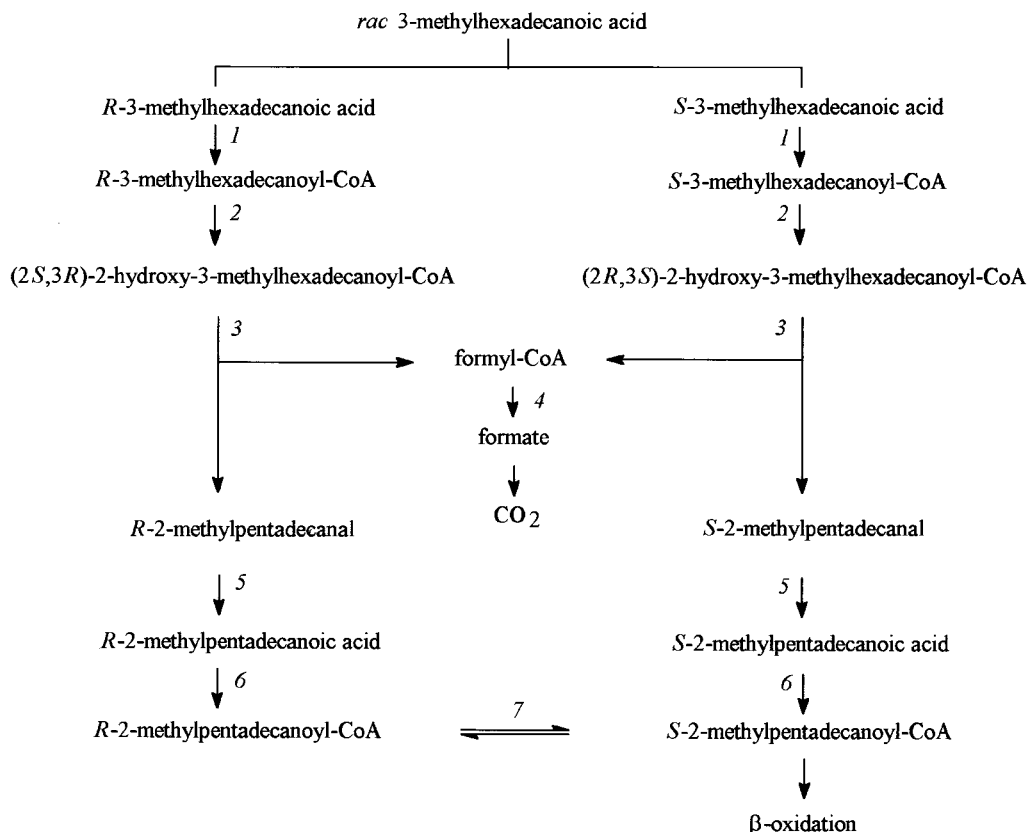 rac 3-methylhexadecanoic acid
R-3-methylhexadecanoic acid
S-3-methylhexadecanoic acid
1
1
R-3-methylhexadecanoyl-CoA
S-3-methylhexadecanoyl-CoA
2
2
(2S,3R)-2-hydroxy-3-methylhexadecanoyl-CoA
(2R,3S)-2-hydroxy-3-methylhexadecanoyl-CoA
3
3
formyl-CoA
4
formate
CO2
R-2-methylpentadecanal
S-2-methylpentadecanal
5
5
R-2-methylpentadecanoic acid
S-2-methylpentadecanoic acid
6
6
R-2-methylpentadecanoyl-CoA
7
S-2-methylpentadecanoyl-CoA
β-oxidation